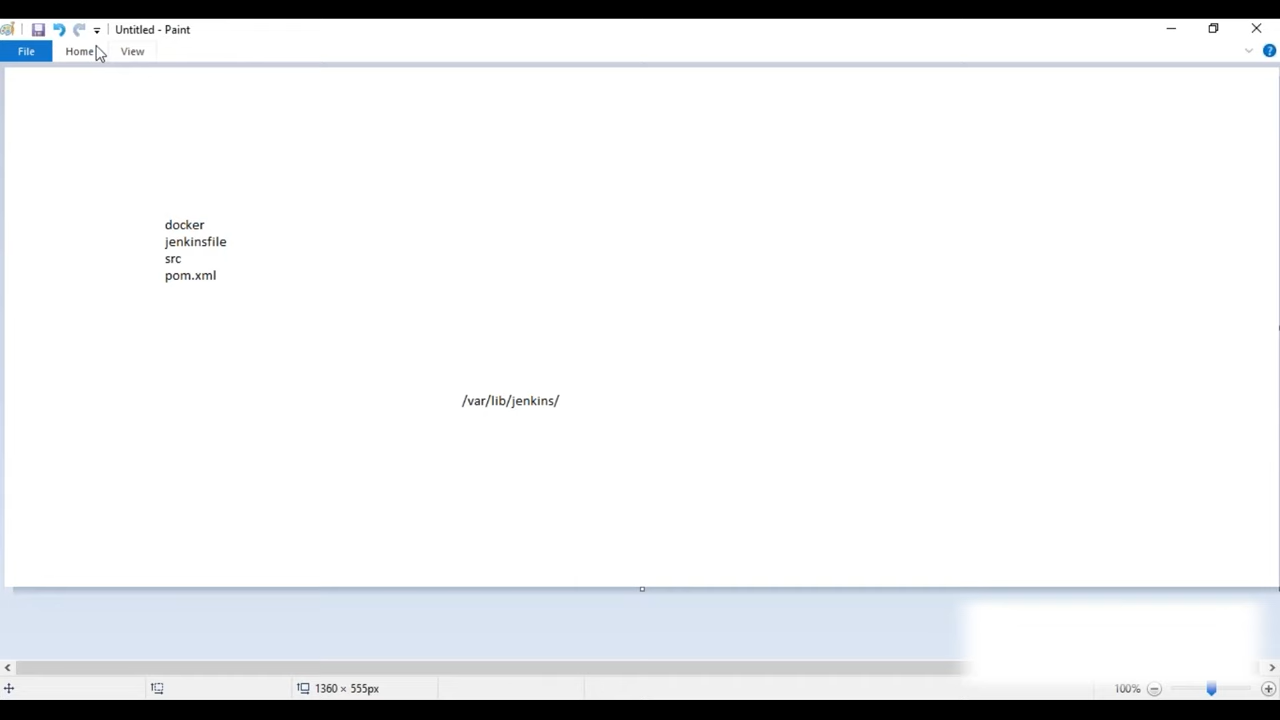 Untitled - Paint
File
Home
View
docker
jenkinsfile
src
pom.xml
/var/lib/jenkins/
1360 × 555px
100%